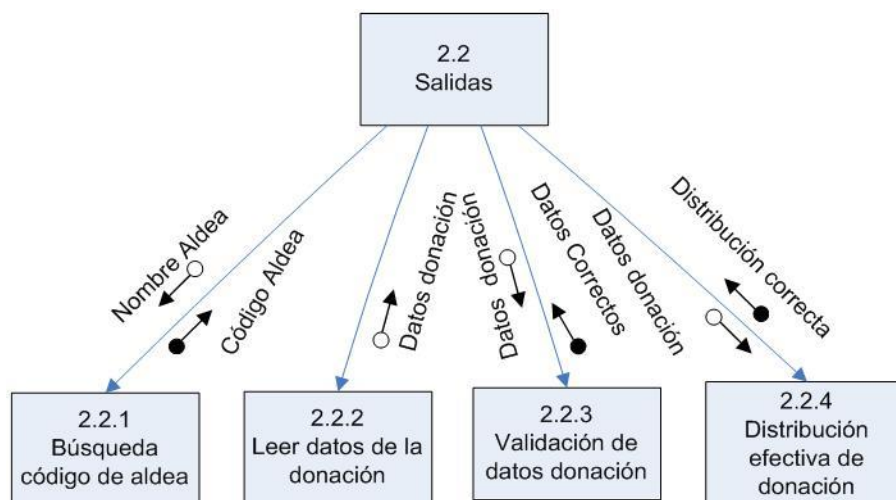 2.2
Salidas
Nombre Aldea
Código Aldea
Datos donación
Datos donación
Datos Correctos
Datos donación
Distribución correcta
2.2.1
Búsqueda
código de aldea
2.2.2
Leer datos de la
donación
2.2.3
Validación de
datos donación
2.2.4
Distribución
efectiva de
donación